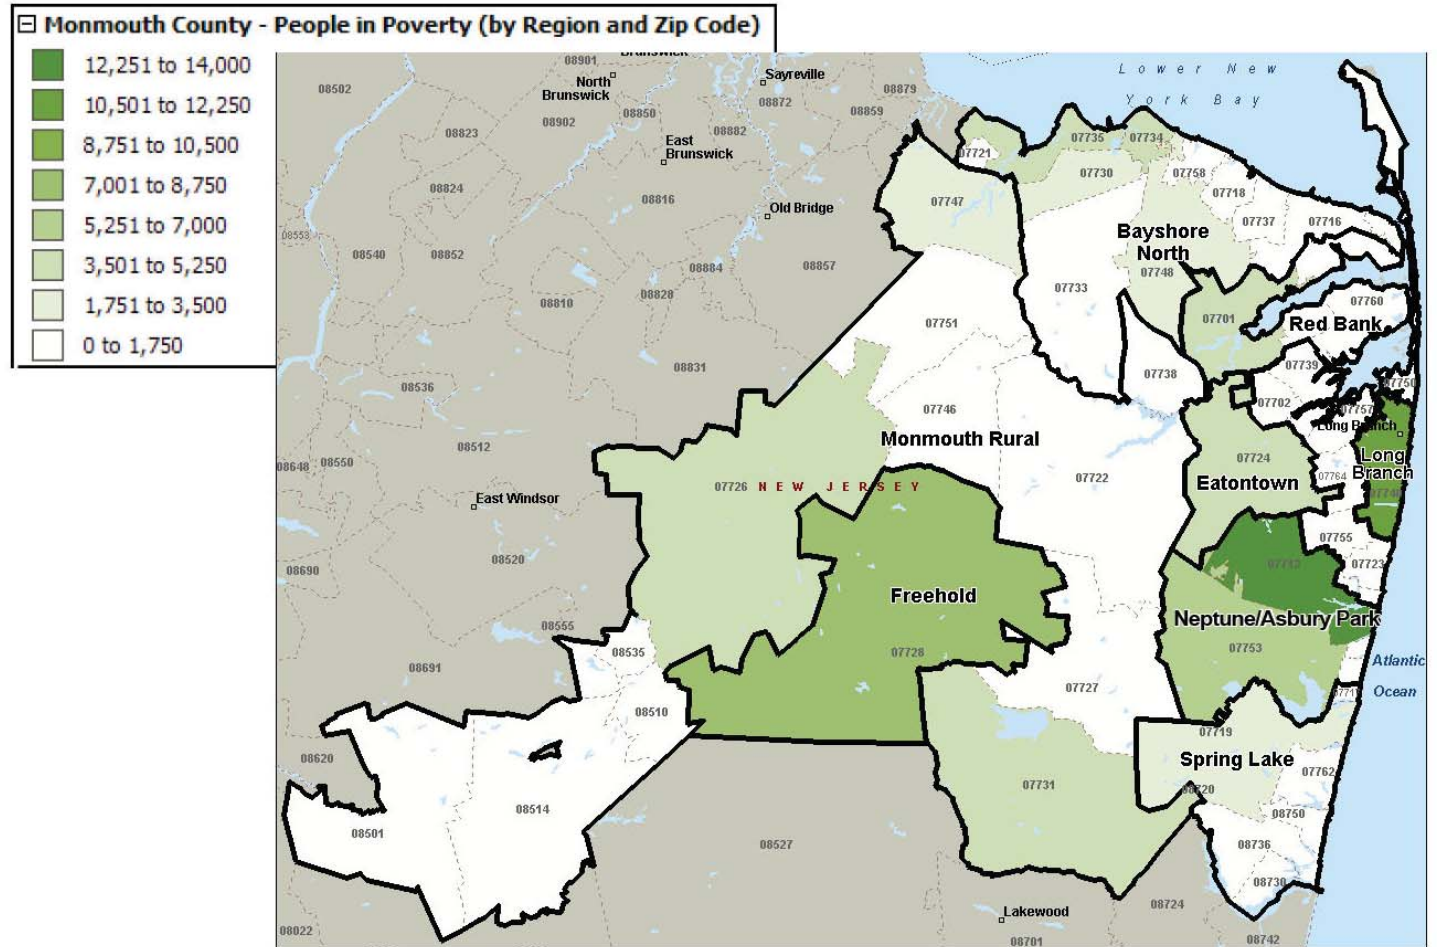 Monmouth County - People in Poverty (by Region and Zip Code)
12,251 to 14,000
10,501 to 12,250
8,751 to 10,500
7,001 to 8,750
5,251 to 7,000
3,501 to 5,250
1,751 to 3,500
0 to 1,750
Brunswick
08901
North
Brunswick
Sayreville
08502
08872
08879
08859
08850
08902
08823
08882
East
Brunswick
08824
08816
Old Bridge
08553
08540
08852
08884
08857
08828
08810
08831
08536
08512
08648
08550
East Windsor
08520
08690
08555
08691
08620
08022
08527
Lakewood
08701
08724
08742
Lower New
York Bay
07721
07735
07734
07730
07758
07718
07737
07716
07747
Bayshore
North
07748
07733
07701
07760
Red Bank
07751
07738
07739
07750
07702
07757
07746
Monmouth Rural
Long Branch
07724
Eatontown
07764
Long
Branch
07740
07726
NEW JERSEY
07722
07755
07723
07712
Freehold
Neptune/Asbury Park
07728
07753
Atlantic
Ocean
08535
08510
07727
07719
Spring Lake
07762
08720
07731
08750
08736
08730
08514
08501